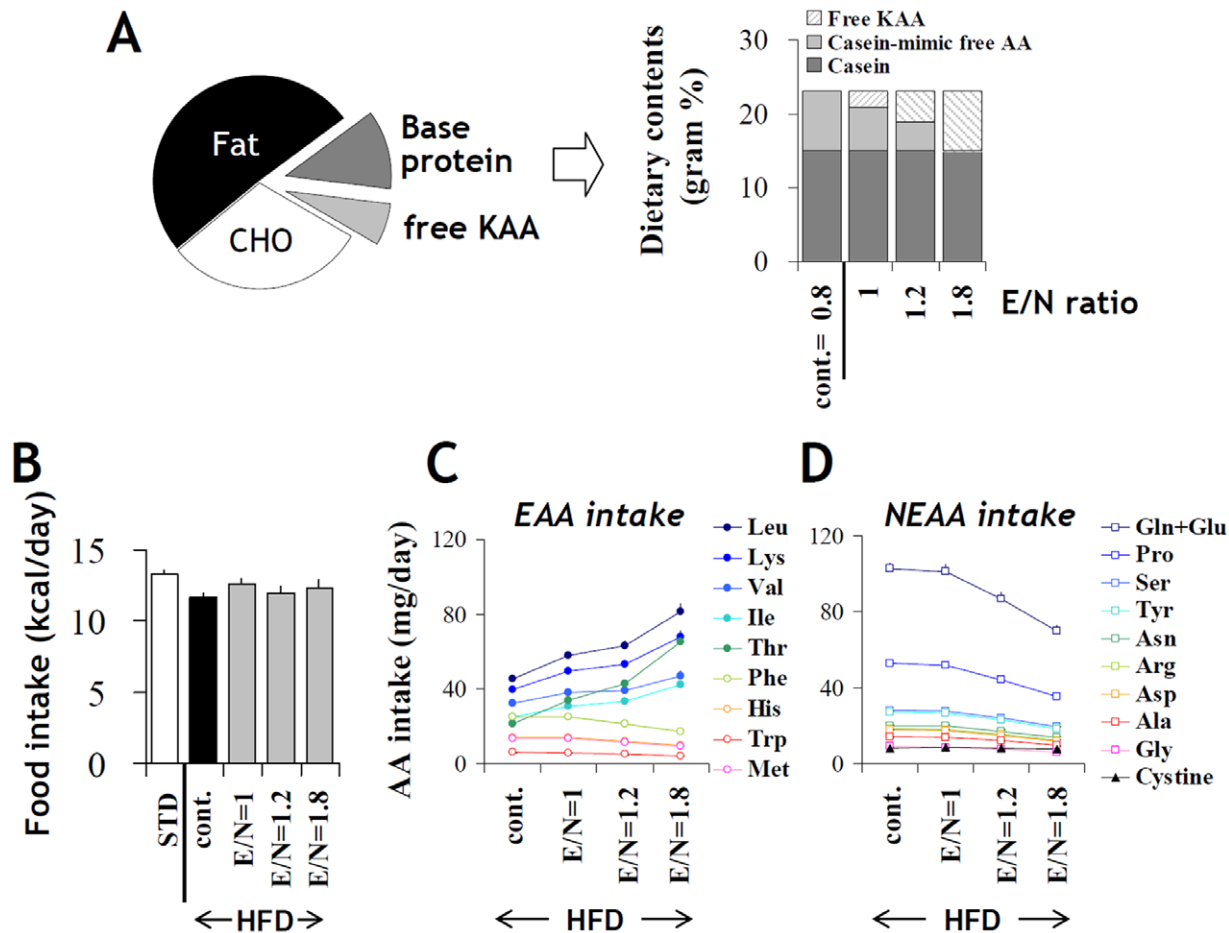 A
Fat
CHO
Base
protein
free KAA
Free KAA
Casein-mimic free AA
Casein
Dietary contents
(gram %)
30
20
10
0
cont.= 0.8
1
1.2
1.8
E/N ratio
B
Food intake (kcal/day)
15
10
5
0
STD
cont.
E/N=1
E/N=1.2
E/N=1.8
HFD
C
EAA intake
AA intake (mg/day)
120
80
40
0
cont.
E/N=1
E/N=1.2
E/N=1.8
HFD
Leu
Lys
Val
Ile
Thr
Phe
His
Trp
Met
D
NEAA intake
120
80
40
0
cont.
E/N=1
E/N=1.2
E/N=1.8
HFD
Gln+Glu
Pro
Ser
Tyr
Asn
Arg
Asp
Ala
Gly
Cystine